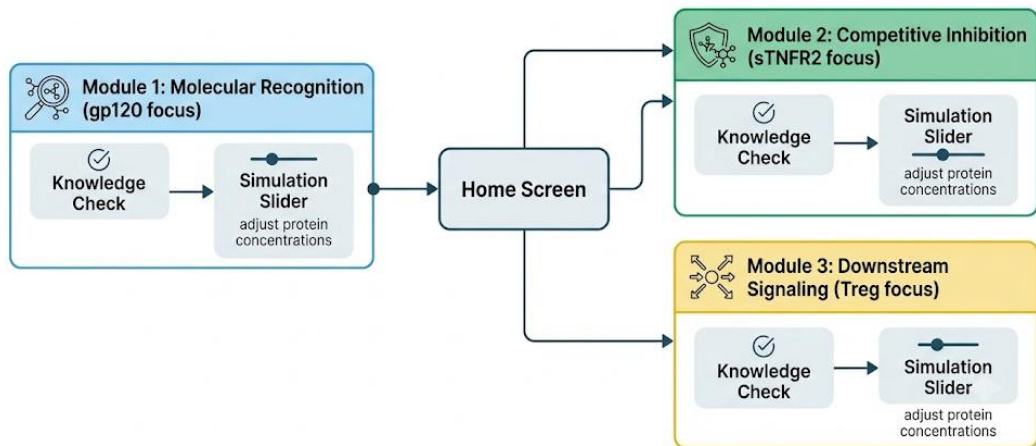 Module 1: Molecular Recognition
(gp120 focus)
Knowledge
Check
Simulation
Slider
adjust protein
concentrations
Home Screen
Module 2: Competitive Inhibition
(sTNFR2 focus)
Knowledge
Check
Simulation
Slider
adjust protein
concentrations
Module 3: Downstream
Signaling (Treg focus)
Knowledge
Check
Simulation
Slider
adjust protein
concentrations